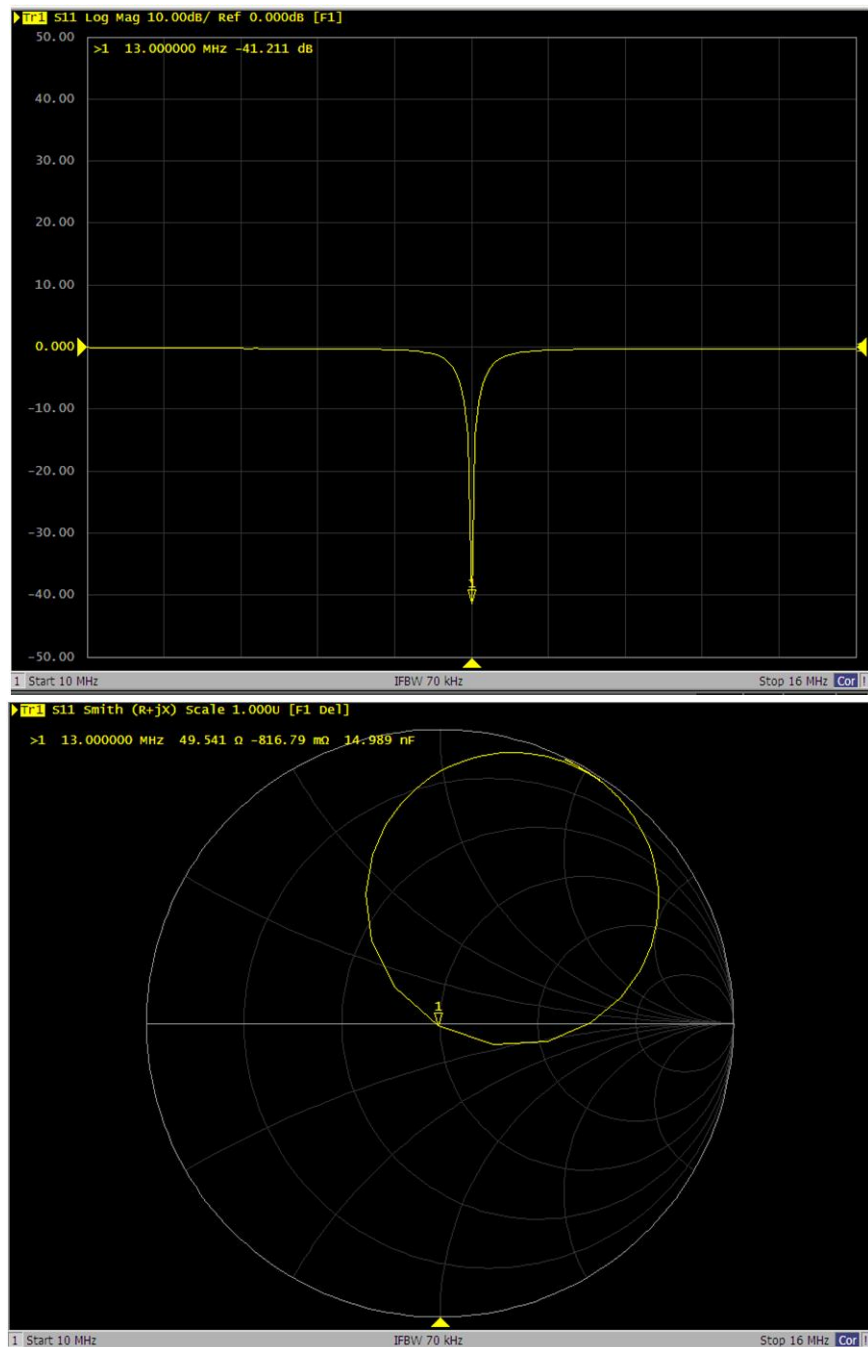 Tr1 S11 Log Mag 10.00dB/ Ref 0.000dB [F1]
50.00
>1 13.000000 MHz -41.211 dB
40.00
30.00
20.00
10.00
0.000
-10.00
-20.00
-30.00
1
-40.00
-50.00
1 Start 10 MHz IFBW 70 kHz Stop 16 MHz Cor !
Tr1 S11 Smith (R+jX) Scale 1.000U [F1 Del]
>1 13.000000 MHz 49.541 Ω -816.79 mΩ 14.989 nF
1
1 Start 10 MHz IFBW 70 kHz Stop 16 MHz Cor !